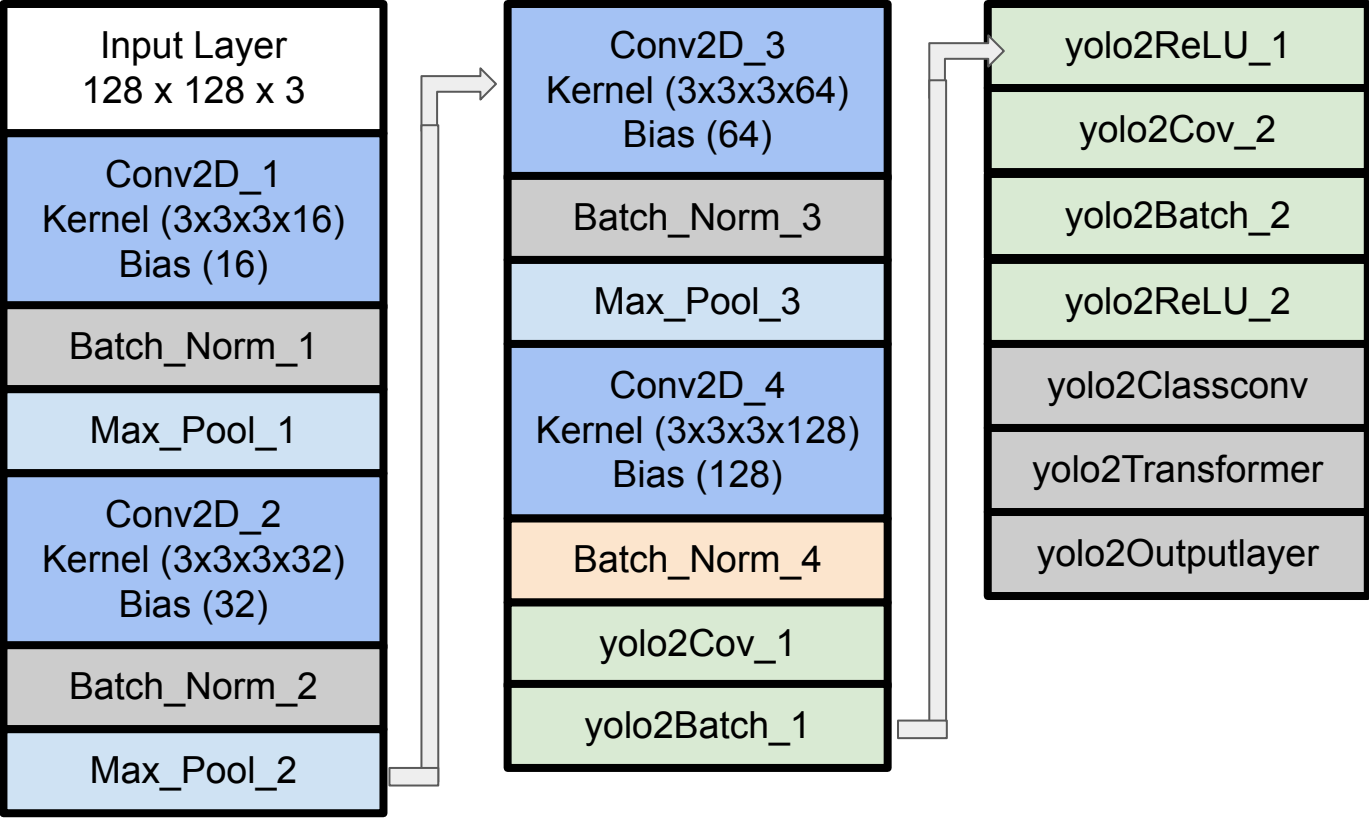 Input Layer
128 x 128 x 3
Conv2D_1
Kernel (3x3x3x16)
Bias (16)
Batch_Norm_1
Max_Pool_1
Conv2D_2
Kernel (3x3x3x32)
Bias (32)
Batch_Norm_2
Max_Pool_2
Conv2D_3
Kernel (3x3x3x64)
Bias (64)
Batch_Norm_3
Max_Pool_3
Conv2D_4
Kernel (3x3x3x128)
Bias (128)
Batch_Norm_4
yolo2Cov_1
yolo2Batch_1
yolo2ReLU_1
yolo2Cov_2
yolo2Batch_2
yolo2ReLU_2
yolo2Classconv
yolo2Transformer
yolo2Outputlayer